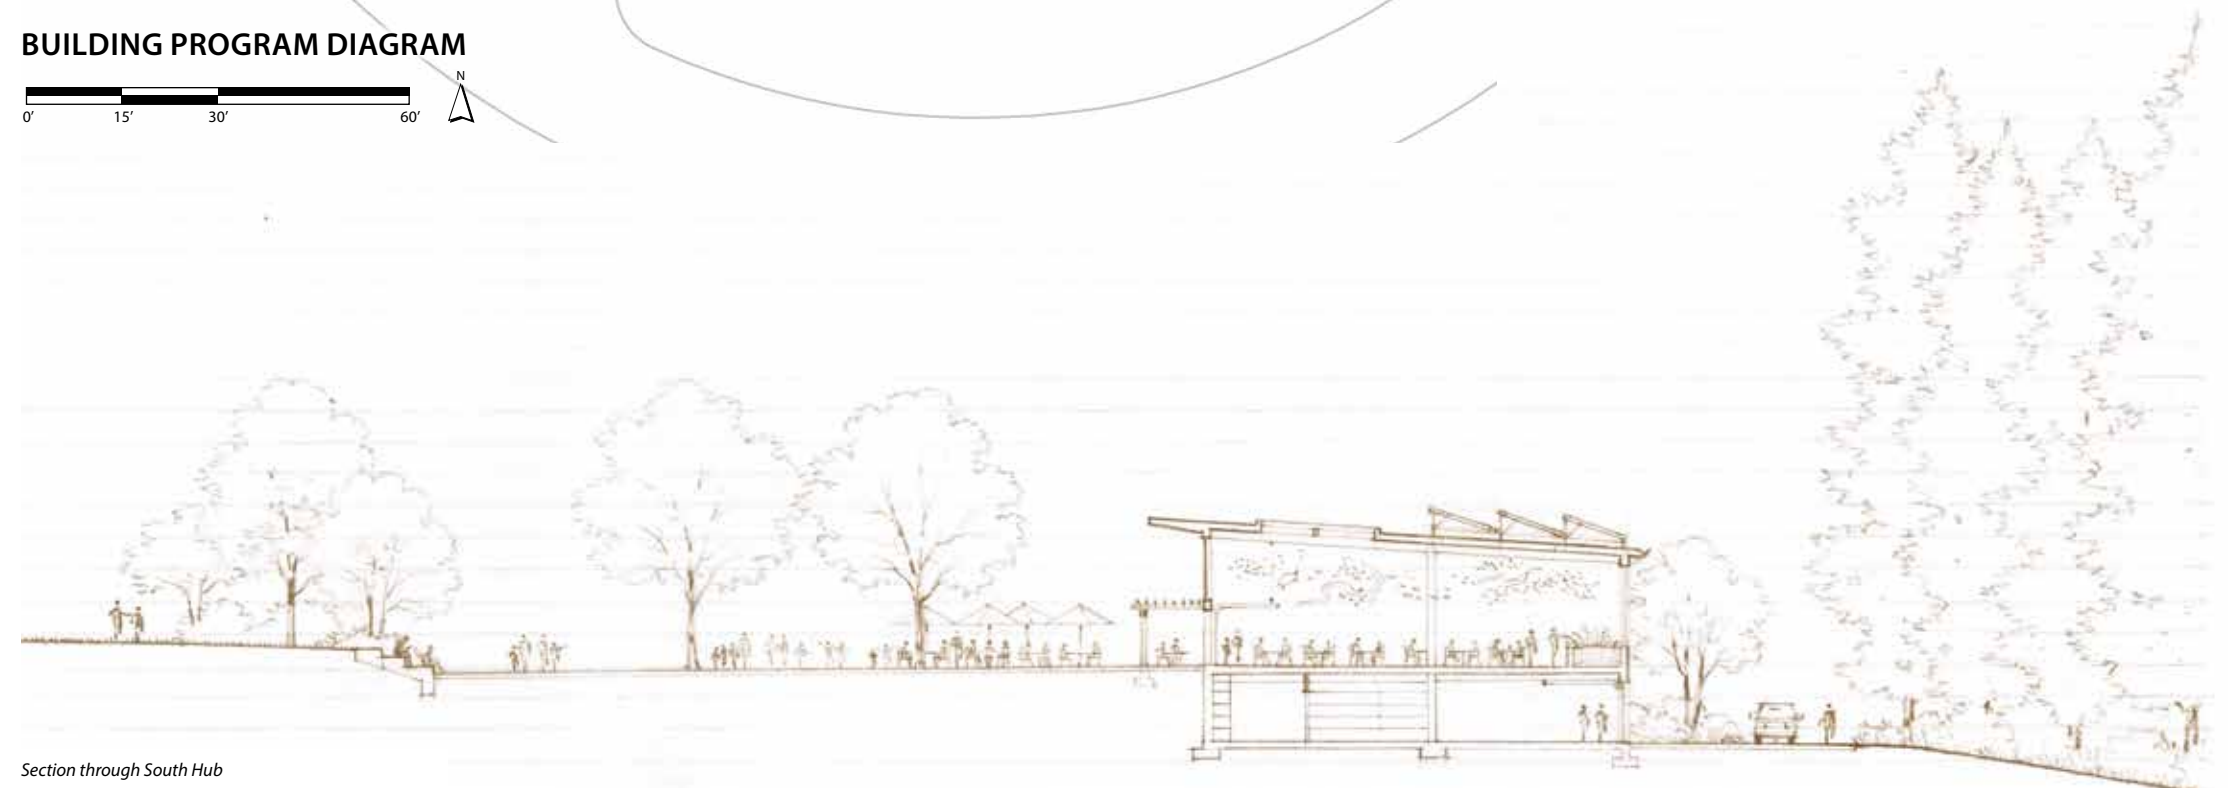 BUILDING PROGRAM DIAGRAM
N
0’ 15’ 30’ 60’
Section through South Hub